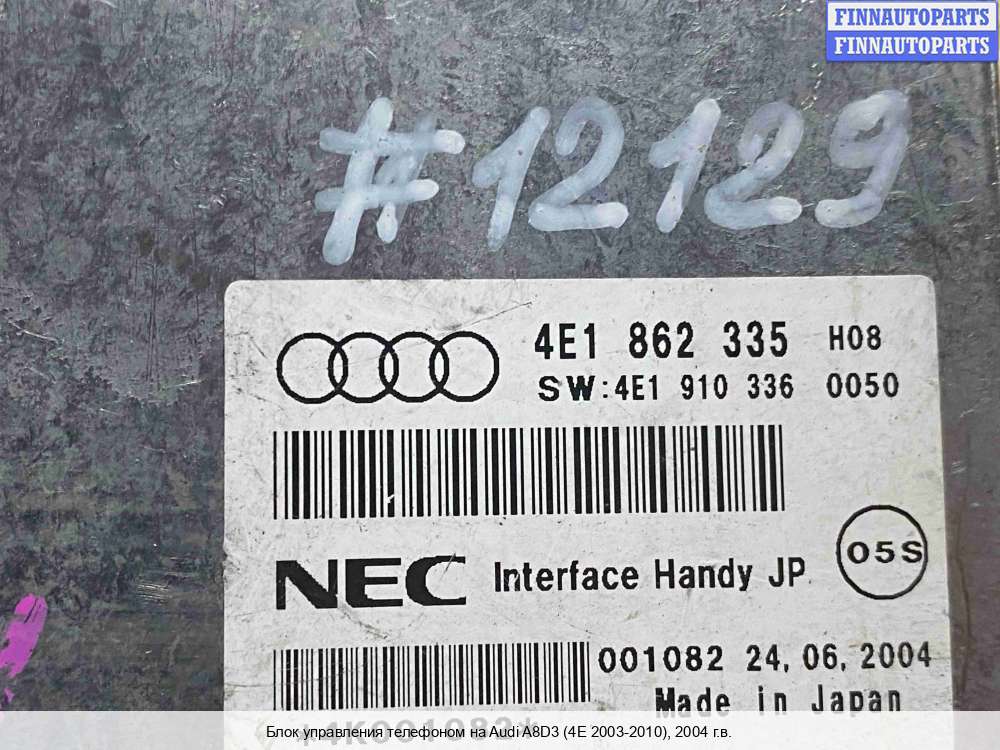 FINNAUTOPARTS
FINNAUTOPARTS
#12129
4E1 862 335 H08
SW:4E1 910 336 0050
NEC Interface Handy JP
05S
001082 24.06.2004
Made in Japan
*4K001082*
Блок управления телефоном на Audi A8D3 (4E 2003-2010), 2004 г.в.